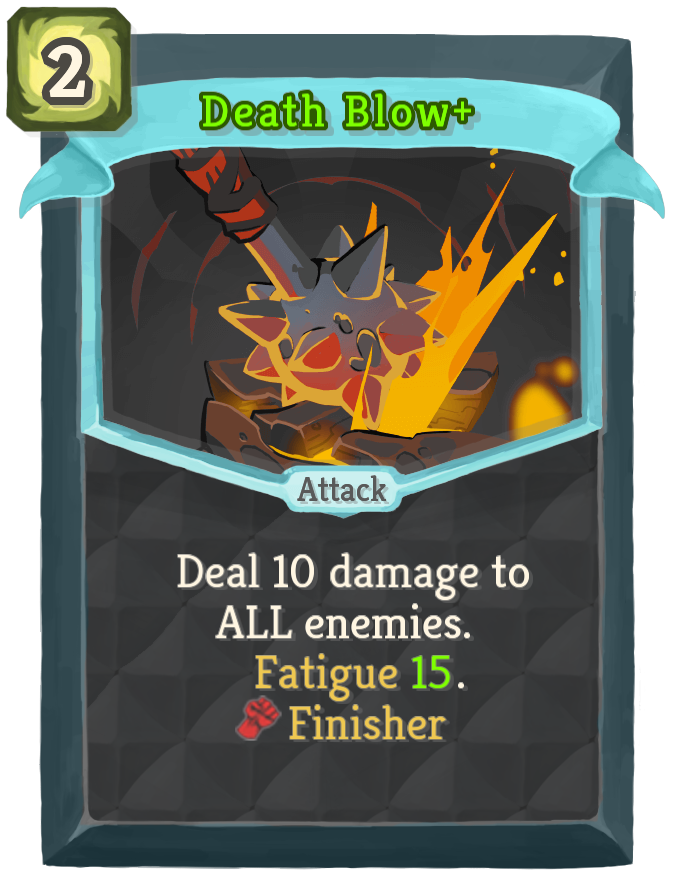 2
Death Blow+
Attack
Deal 10 damage to
ALL enemies.
Fatigue 15.
Finisher